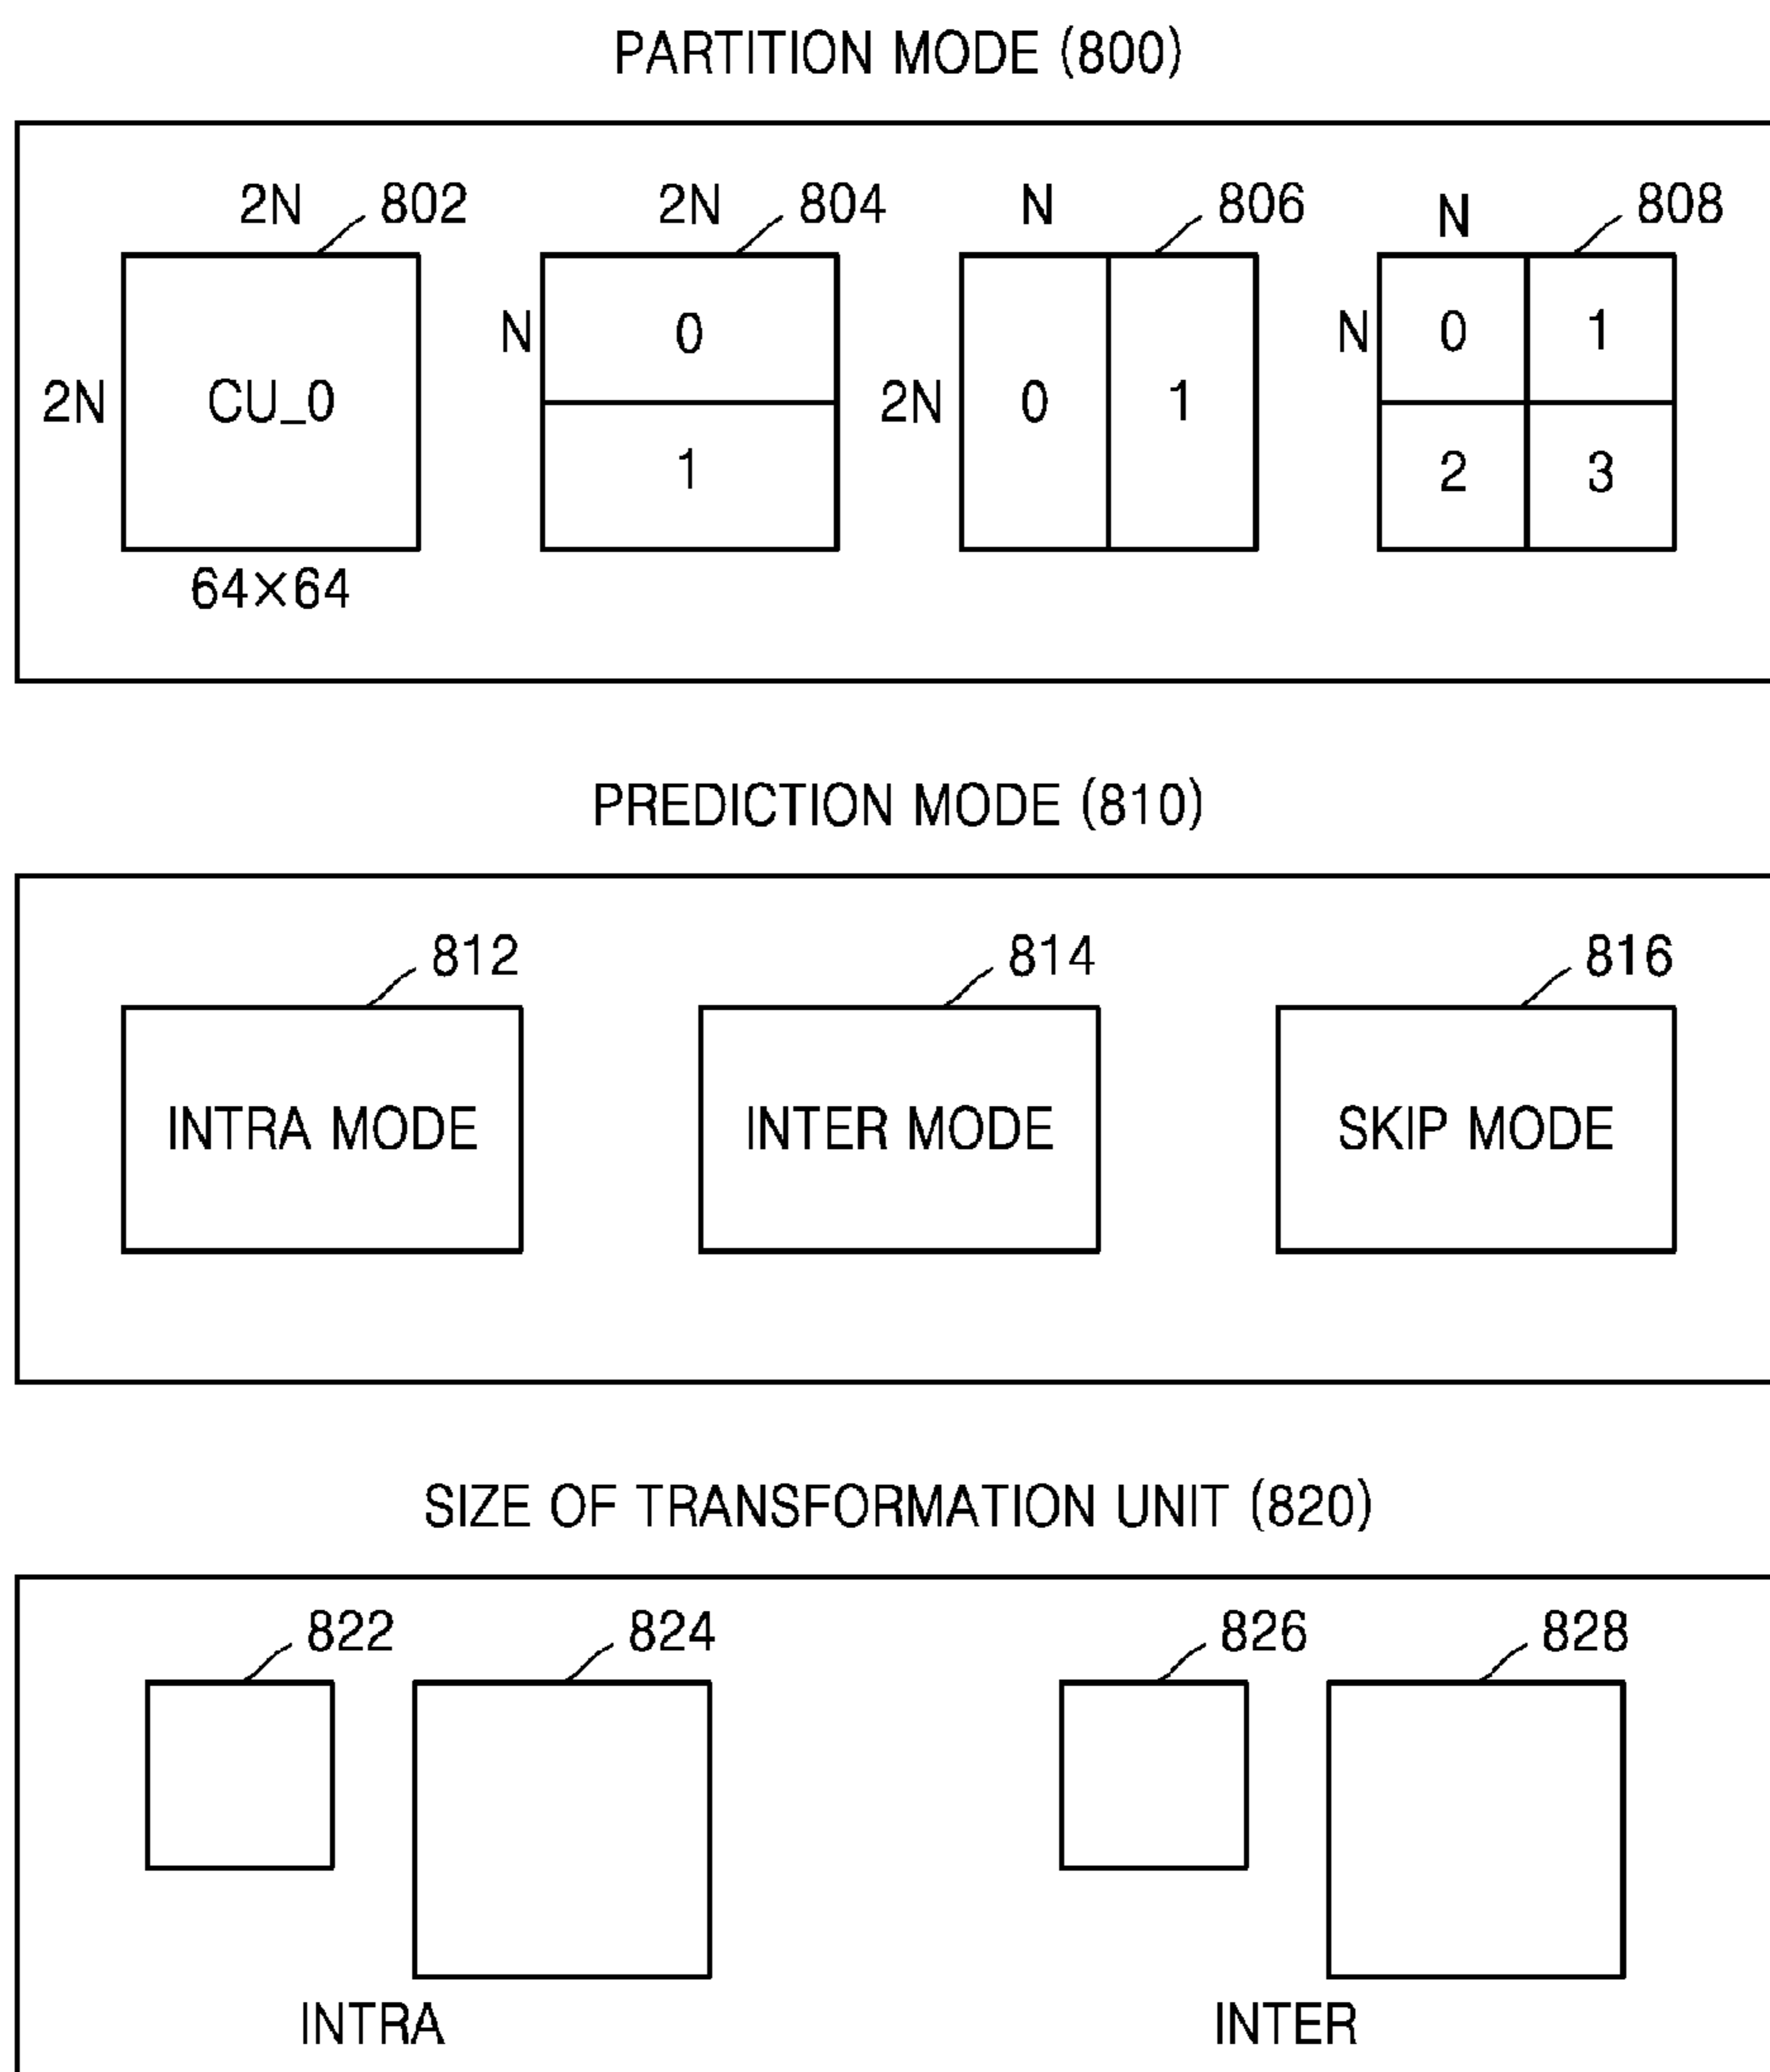 PARTITION MODE (800)
2N 802 2N 804 N 806 N 808
N 0 N 0 1
2N CU_0 2N 0 1
1 2 3
64×64
PREDICTION MODE (810)
812 814 816
INTRA MODE INTER MODE SKIP MODE
SIZE OF TRANSFORMATION UNIT (820)
822 824 826 828
INTRA INTER